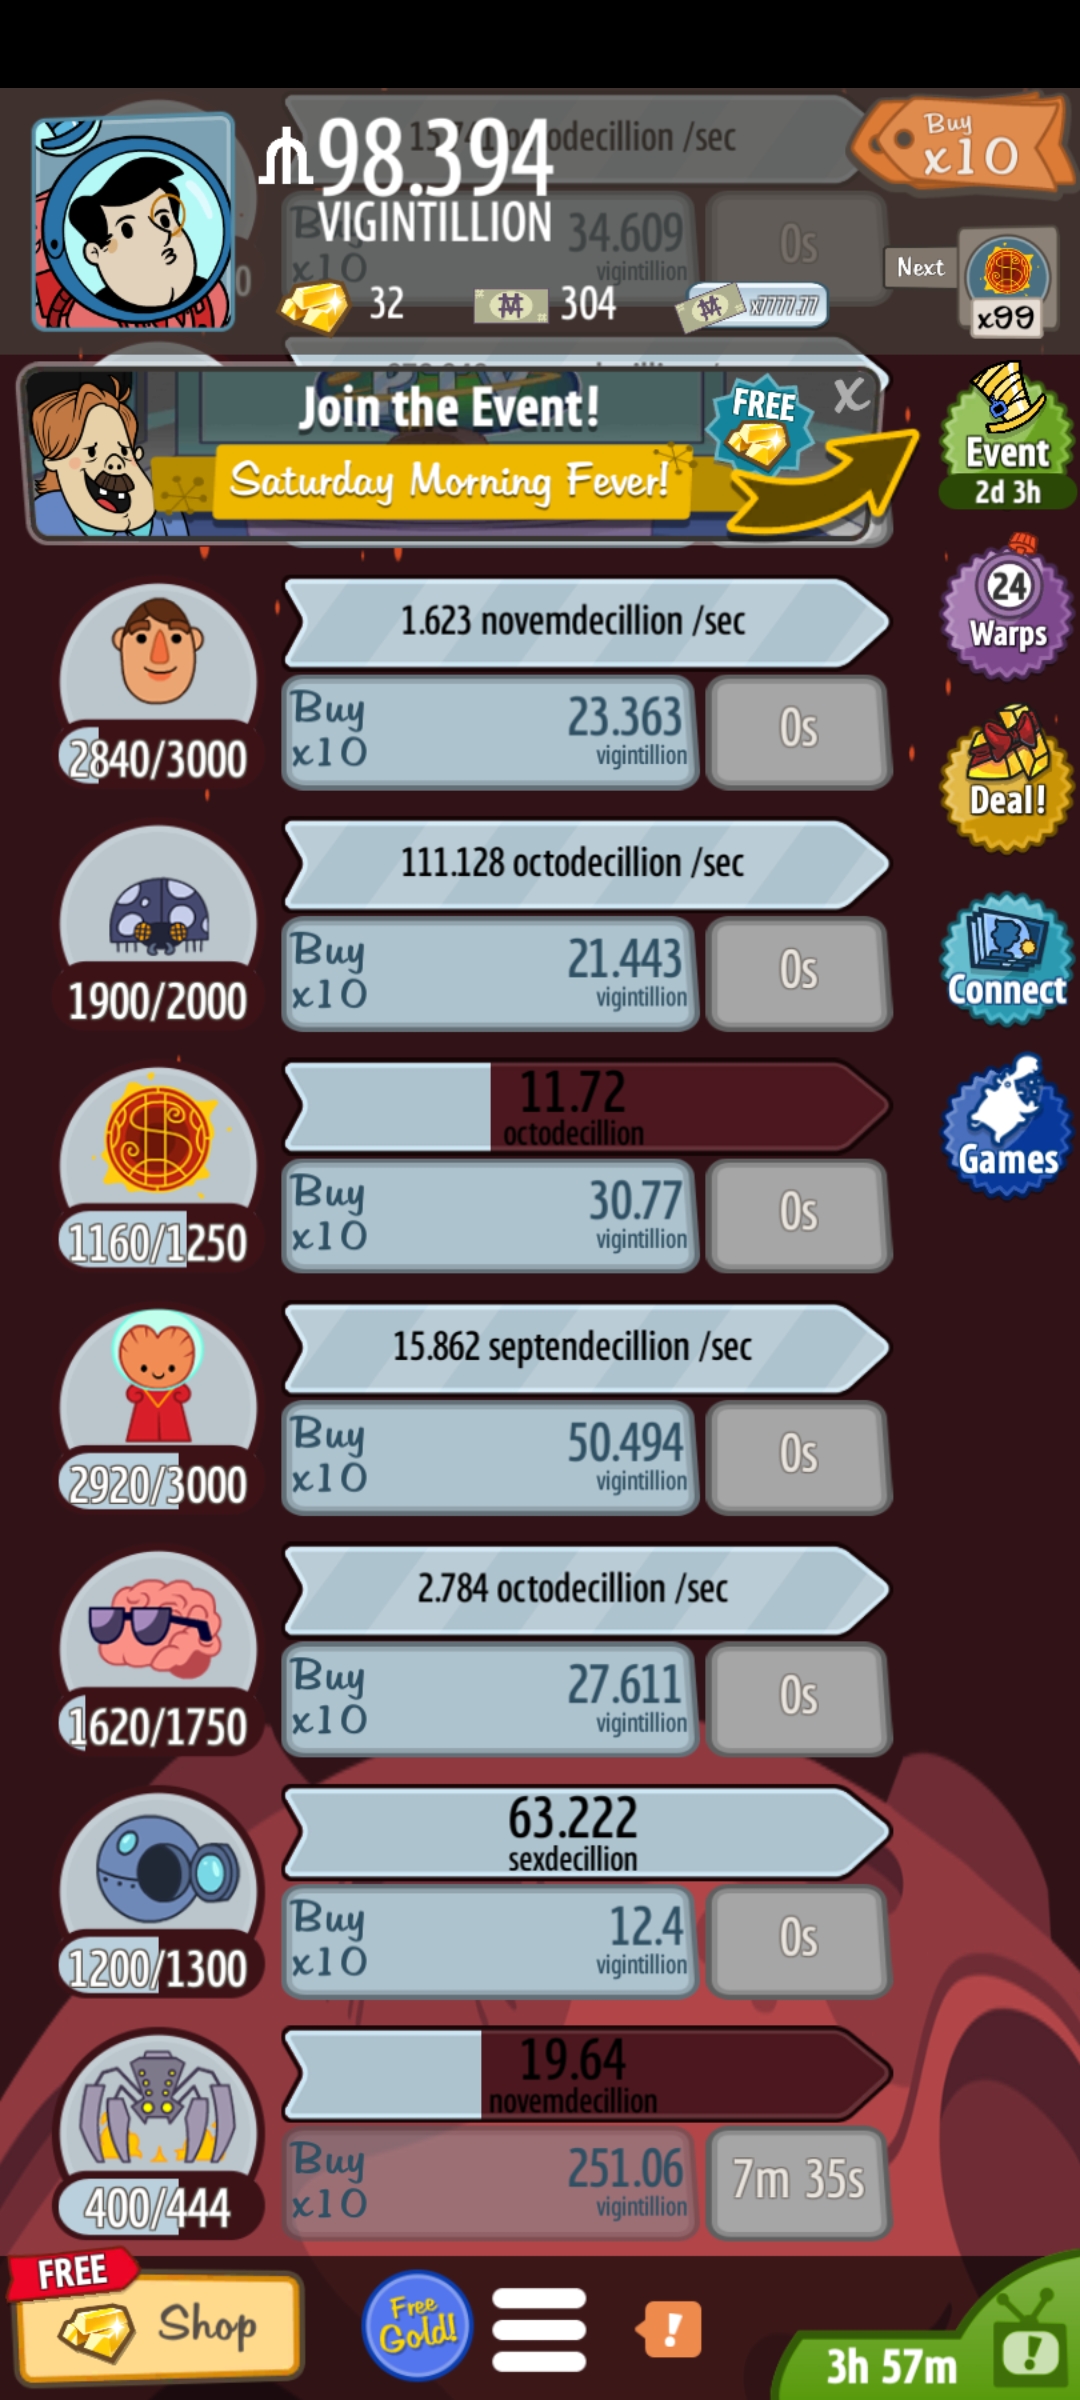 98.394
VIGINTILLION
octodecillion /sec
Buy
x10
Buy
x10
34.609
vigintillion
0s
32
304
x7777.77
Next
x99
Join the Event!
Saturday Morning Fever!
FREE
X
Event
2d 3h
1.623 novemdecillion /sec
Buy
x10
23.363
vigintillion
0s
2840/3000
24
Warps
111.128 octodecillion /sec
Buy
x10
21.443
vigintillion
0s
1900/2000
Deal!
11.72
octodecillion
Buy
x10
30.77
vigintillion
0s
1160/1250
Connect
Games
15.862 septendecillion /sec
Buy
x10
50.494
vigintillion
0s
2920/3000
2.784 octodecillion /sec
Buy
x10
27.611
vigintillion
0s
1620/1750
63.222
sexdecillion
Buy
x10
12.4
vigintillion
0s
1200/1300
19.64
novemdecillion
Buy
x10
251.06
vigintillion
7m 35s
400/444
FREE
Shop
Free
Gold!
!
3h 57m
!